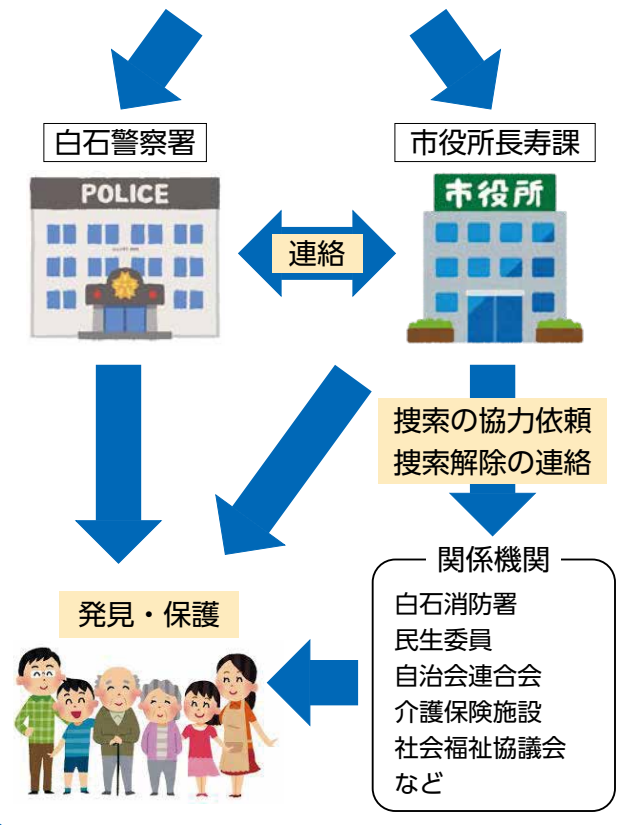 白石警察署
市役所長寿課
POLICE
市役所
連絡
捜索の協力依頼
捜索解除の連絡
関係機関
白石消防署
民生委員
自治会連合会
介護保険施設
社会福祉協議会
など
発見・保護